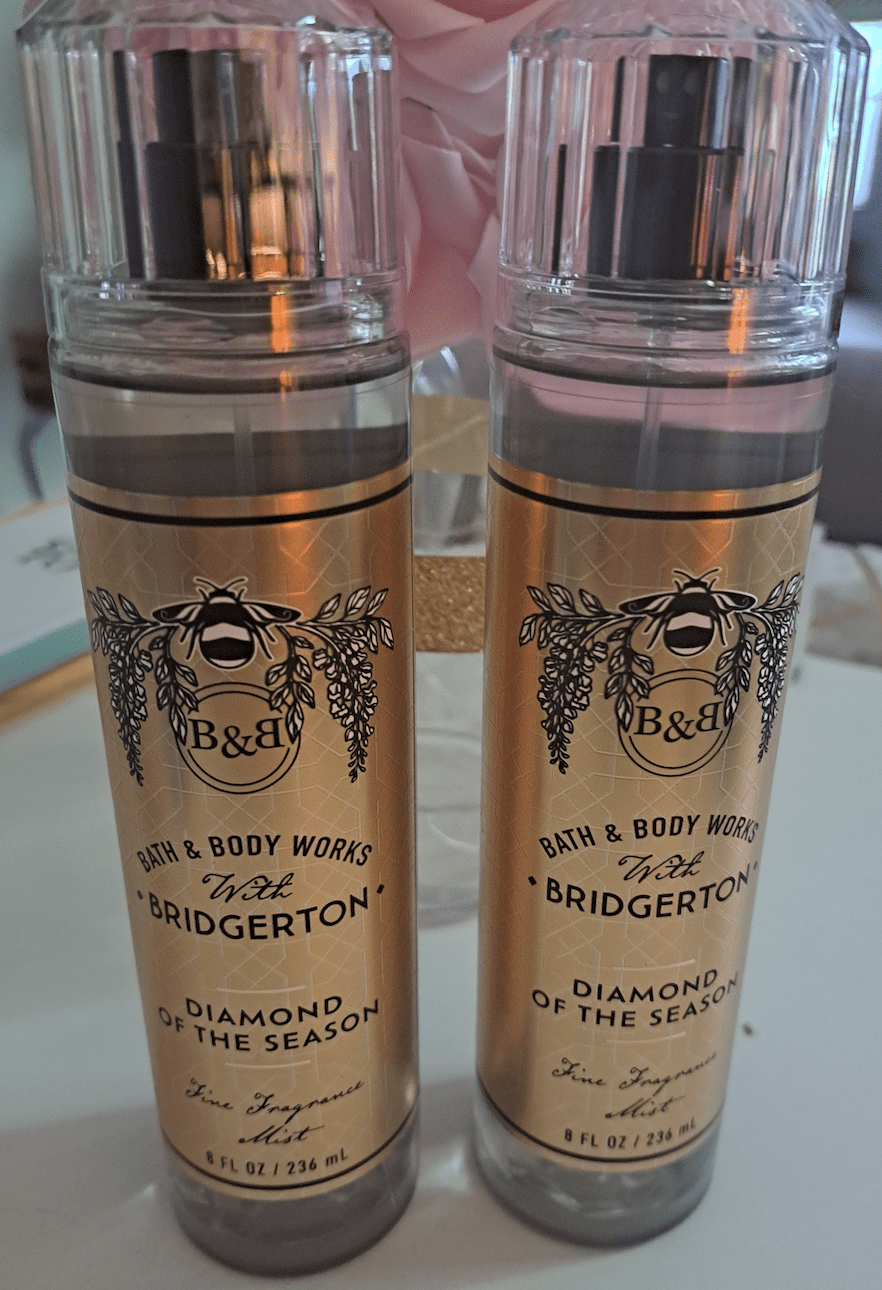 B&B
BATH & BODY WORKS
With
•BRIDGERTON•
DIAMOND
OF THE SEASON
Fine Fragrance
Mist
8 FL OZ / 236 mL
B&B
BATH & BODY WORKS
With
•BRIDGERTON•
DIAMOND
OF THE SEASON
Fine Fragrance
Mist
8 FL OZ / 236 mL